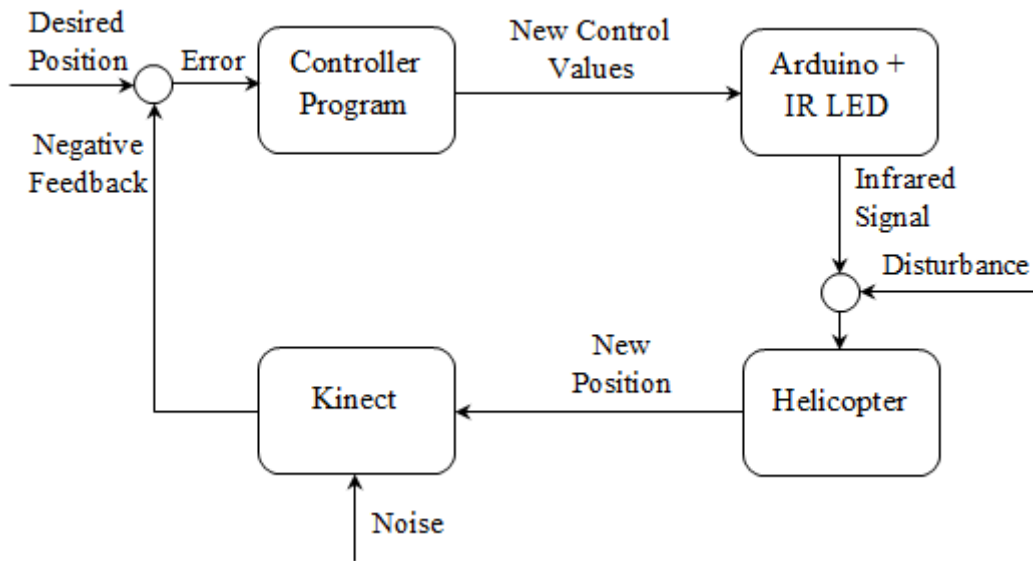 Desired
Position
Error
Controller
Program
New Control
Values
Arduino +
IR LED
Negative
Feedback
Infrared
Signal
Disturbance
Kinect
New
Position
Helicopter
Noise